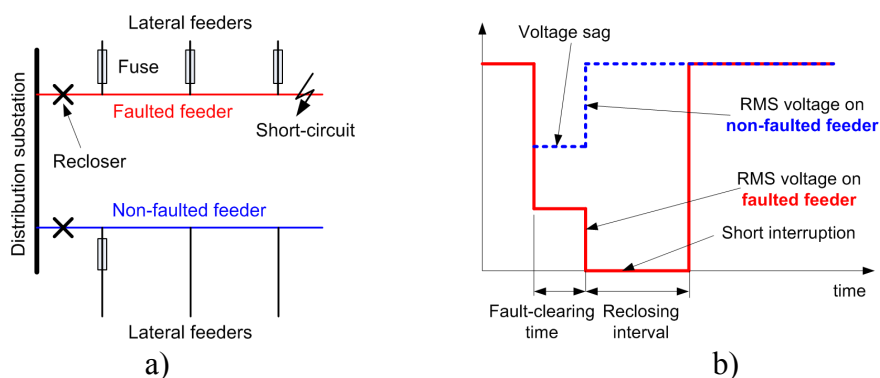 Lateral feeders
Fuse
Faulted feeder
Short-circuit
Recloser
Distribution substation
Non-faulted feeder
Lateral feeders
a)
Voltage sag
RMS voltage on
non-faulted feeder
RMS voltage on
faulted feeder
Short interruption
time
Fault-clearing
time
Reclosing
interval
b)